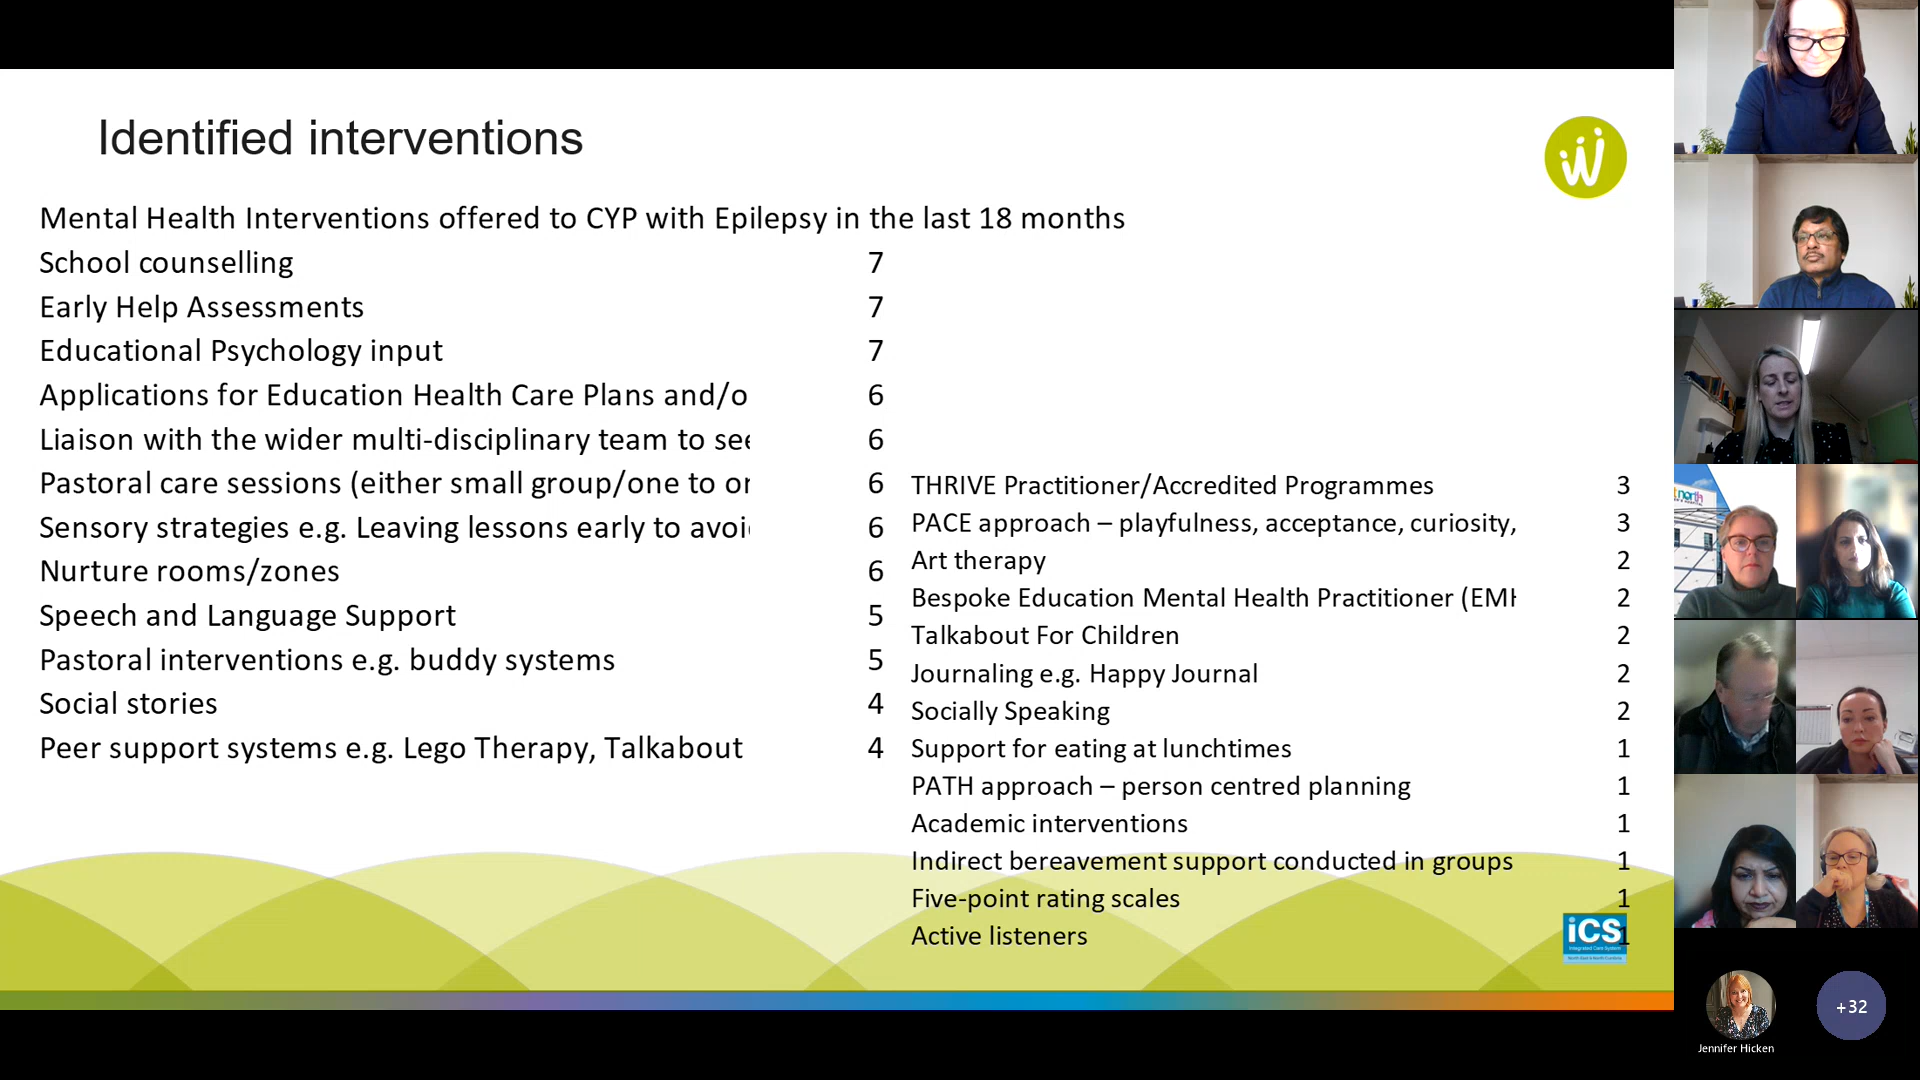 Identified interventions
Mental Health Interventions offered to CYP with Epilepsy in the last 18 months
School counselling 7
Early Help Assessments 7
Educational Psychology input 7
Applications for Education Health Care Plans and/o 6
Liaison with the wider multi-disciplinary team to see 6
Pastoral care sessions (either small group/one to or 6
Sensory strategies e.g. Leaving lessons early to avoi 6
Nurture rooms/zones 6
Speech and Language Support 5
Pastoral interventions e.g. buddy systems 5
Social stories 4
Peer support systems e.g. Lego Therapy, Talkabout 4
THRIVE Practitioner/Accredited Programmes 3
PACE approach – playfulness, acceptance, curiosity, 3
Art therapy 2
Bespoke Education Mental Health Practitioner (EMH 2
Talkabout For Children 2
Journaling e.g. Happy Journal 2
Socially Speaking 2
Support for eating at lunchtimes 1
PATH approach – person centred planning 1
Academic interventions 1
Indirect bereavement support conducted in groups 1
Five-point rating scales 1
Active listeners 1
iCS
Integrated Care System
North East & North Cumbria
+32
Jennifer Hicken